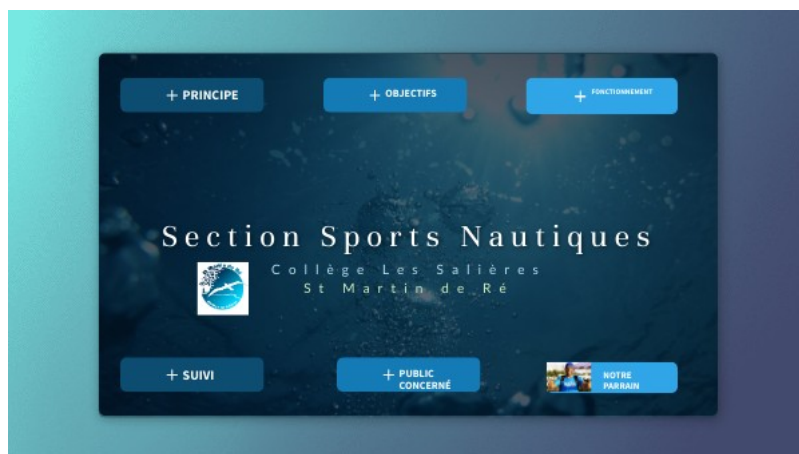 + PRINCIPE
+ OBJECTIFS
+ FONCTIONNEMENT
Section Sports Nautiques
Collège Les Salières
St Martin de Ré
+ SUIVI
+ PUBLIC
CONCERNÉ
NOTRE
PARRAIN